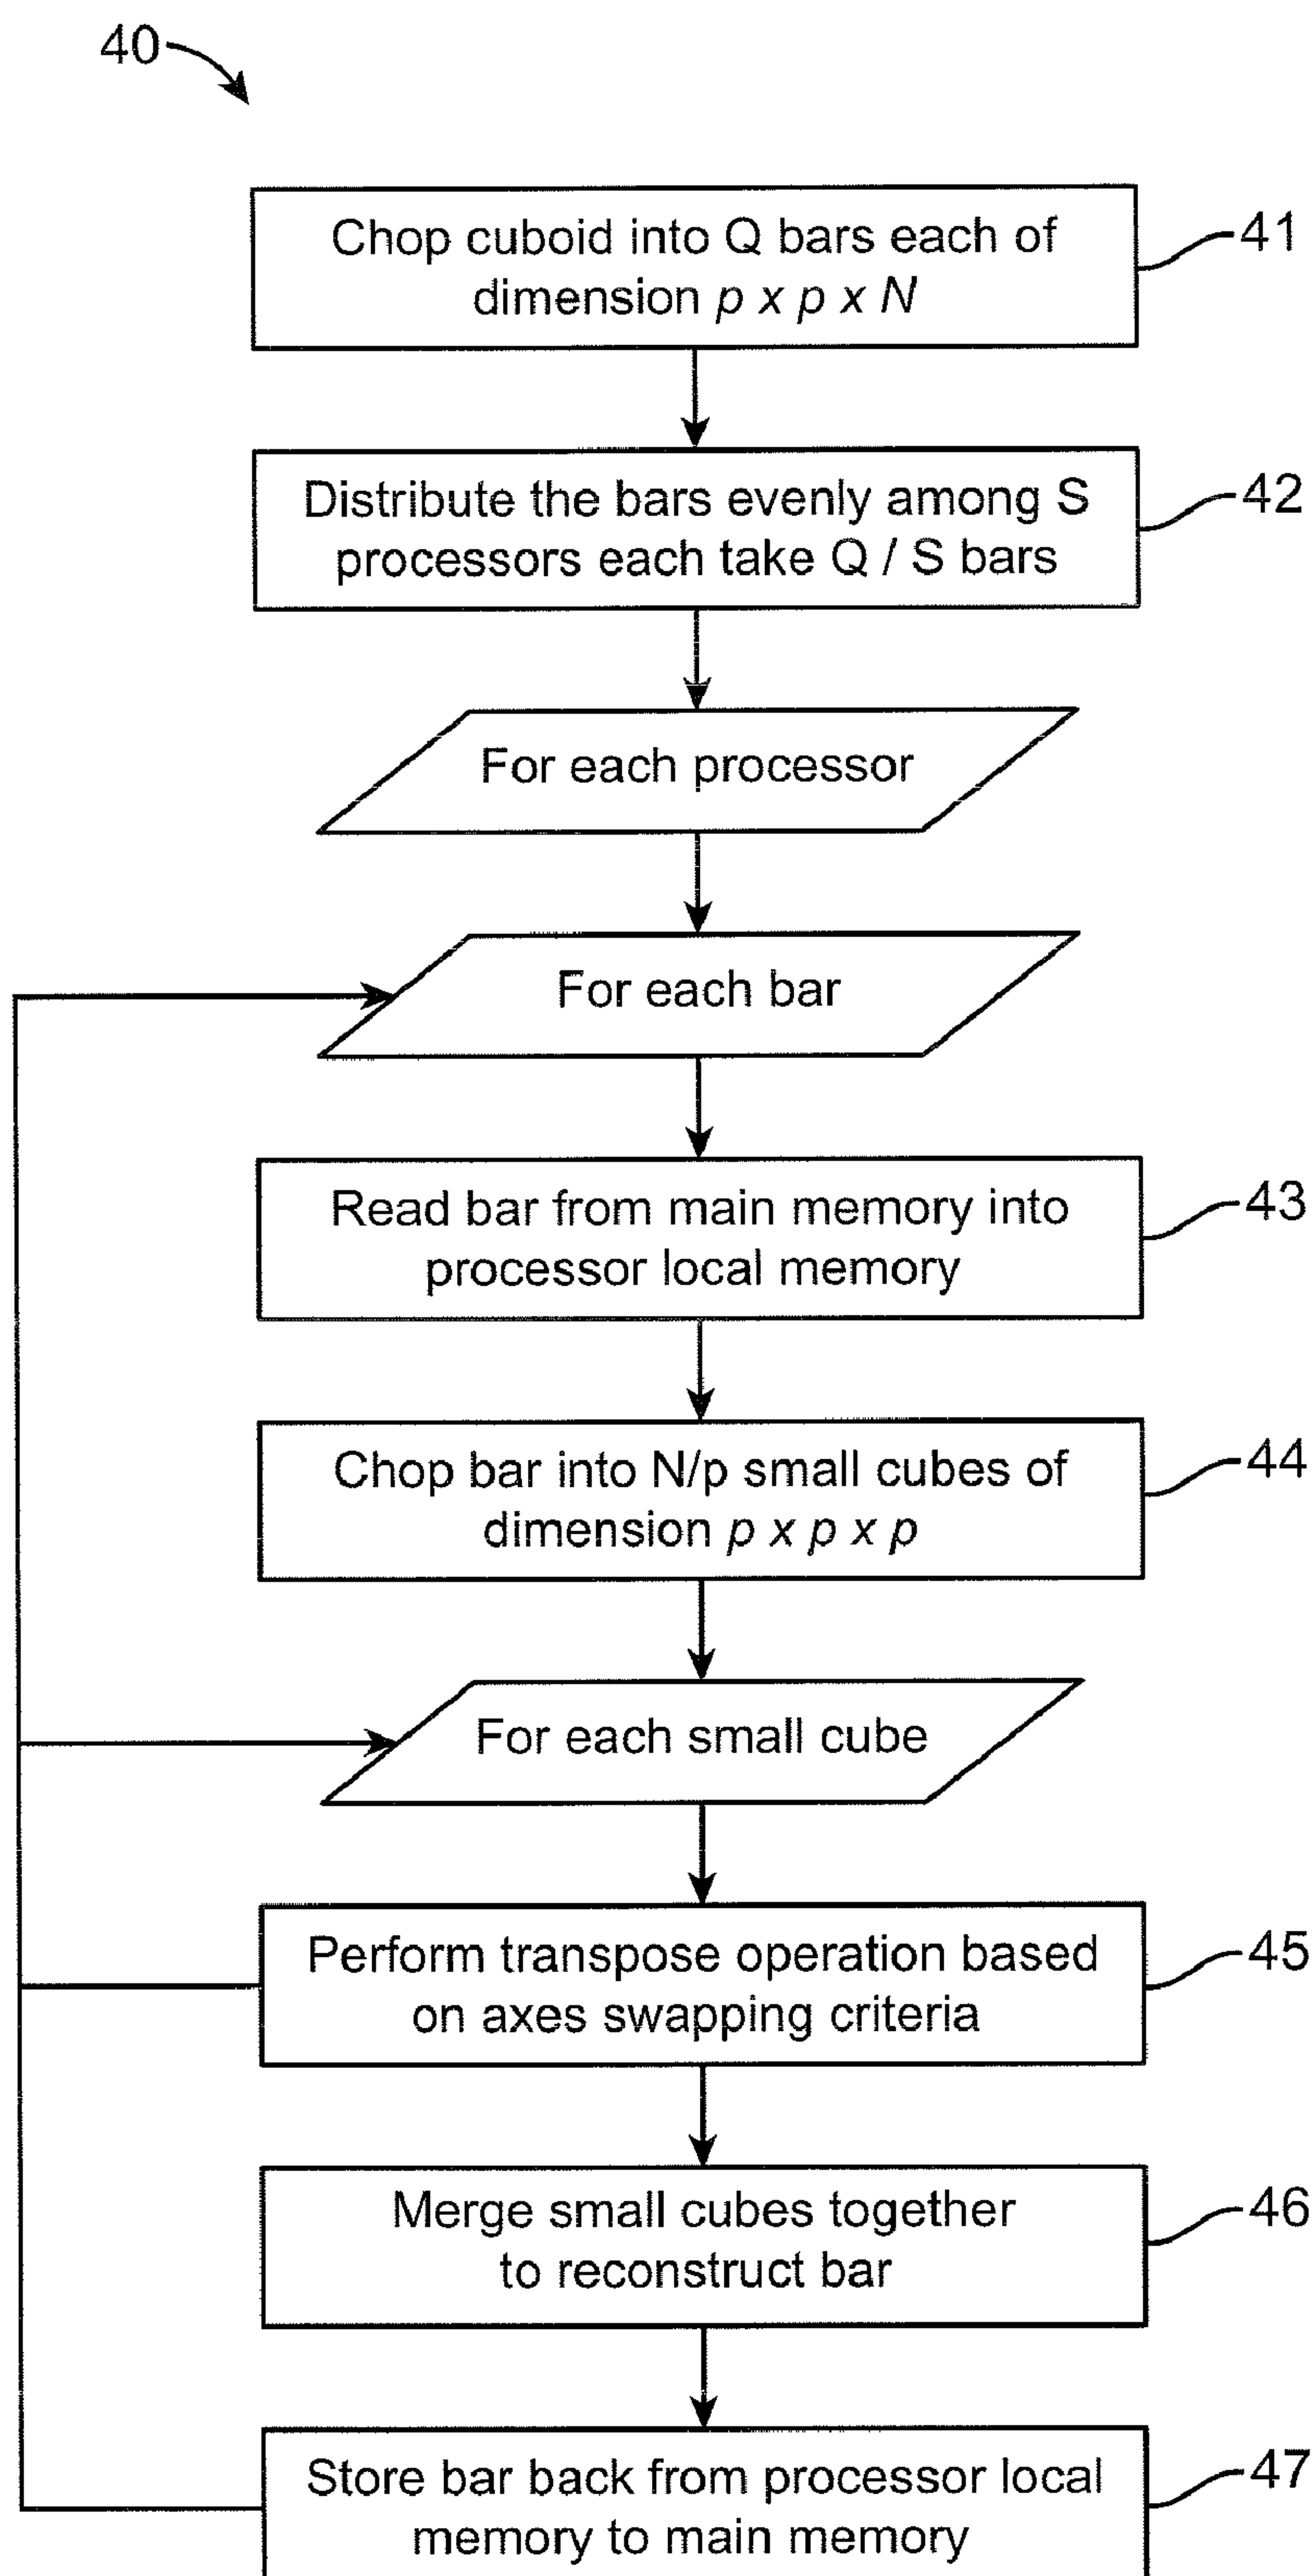 40
Chop cuboid into Q bars each of
dimension p x p x N
41
Distribute the bars evenly among S
processors each take Q / S bars
42
For each processor
For each bar
Read bar from main memory into
processor local memory
43
Chop bar into N/p small cubes of
dimension p x p x p
44
For each small cube
Perform transpose operation based
on axes swapping criteria
45
Merge small cubes together
to reconstruct bar
46
Store bar back from processor local
memory to main memory
47